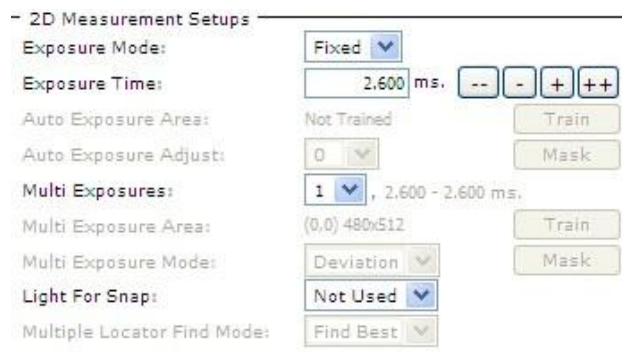 2D Measurement Setups
Exposure Mode: Fixed
Exposure Time: 2.600 ms. -- - + ++
Auto Exposure Area: Not Trained Train
Auto Exposure Adjust: 0 Mask
Multi Exposures: 1 , 2.600 - 2.600 ms.
Multi Exposure Area: (0,0) 480x512 Train
Multi Exposure Mode: Deviation Mask
Light For Snap: Not Used
Multiple Locator Find Mode: Find Best